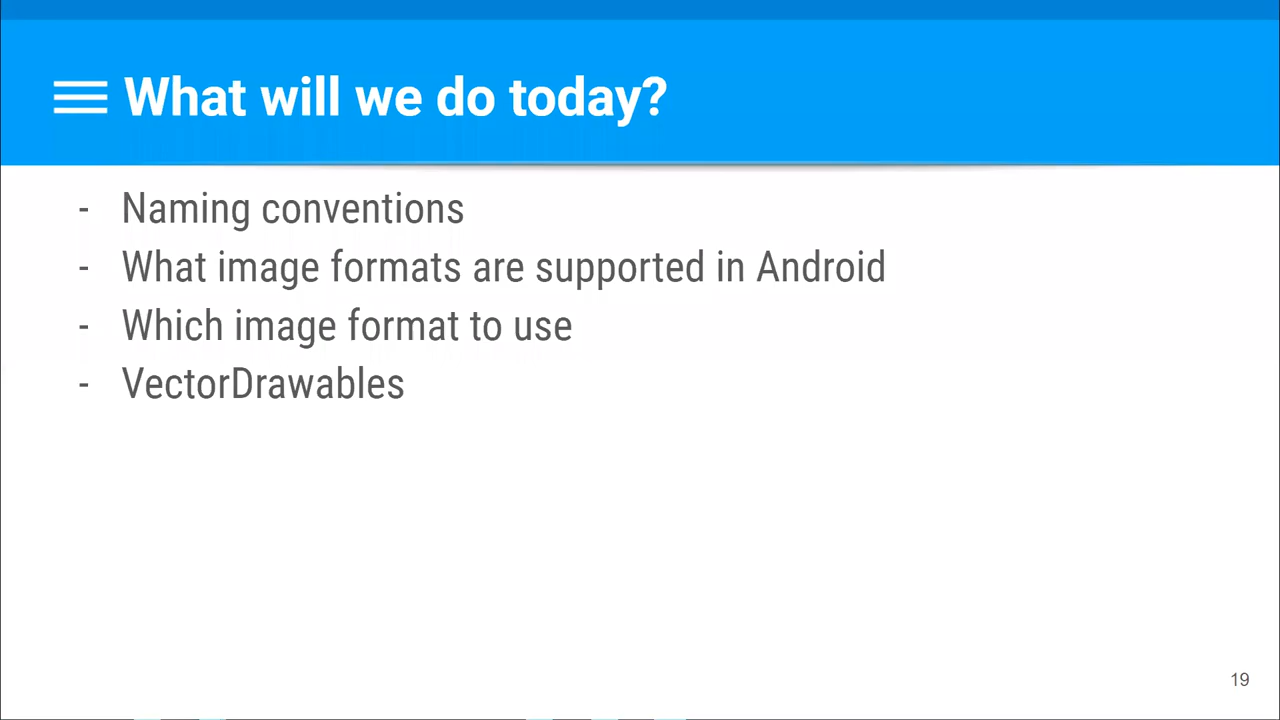 What will we do today?
- Naming conventions
- What image formats are supported in Android
- Which image format to use
- VectorDrawables
19